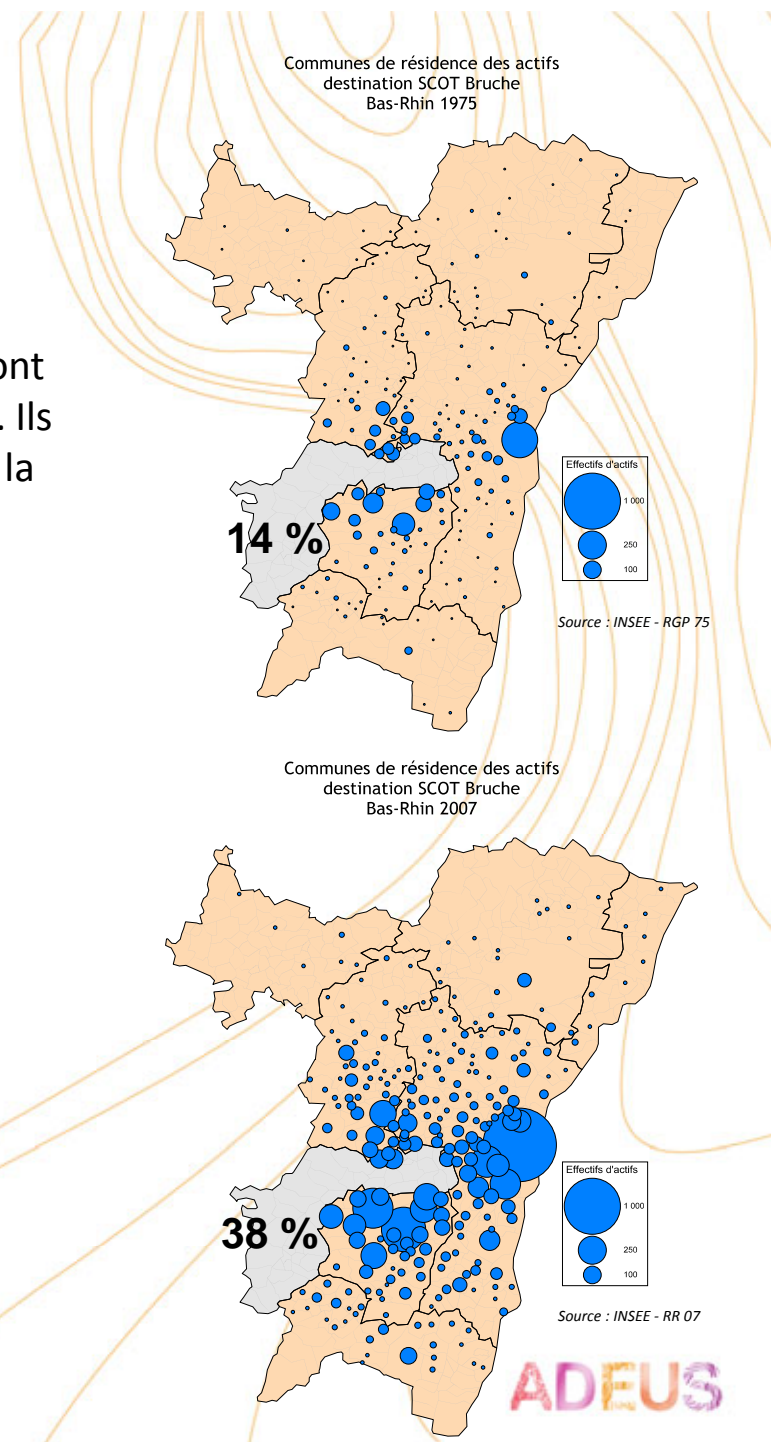 Communes de résidence des actifs
destination SCOT Bruche
Bas-Rhin 1975
ont
. Ils
la
14 %
Effectifs d'actifs
1 000
250
100
Source : INSEE - RGP 75
Communes de résidence des actifs
destination SCOT Bruche
Bas-Rhin 2007
38 %
Effectifs d'actifs
1 000
250
100
Source : INSEE - RR 07
ADEUS